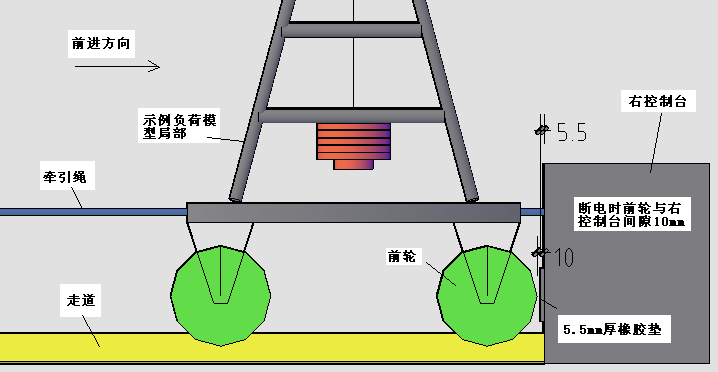 前进方向
右控制台
示例负荷模
型局部
5.5
牵引绳
断电时前轮与右
控制台间隙10mm
前轮
10
走道
5.5mm厚橡胶垫